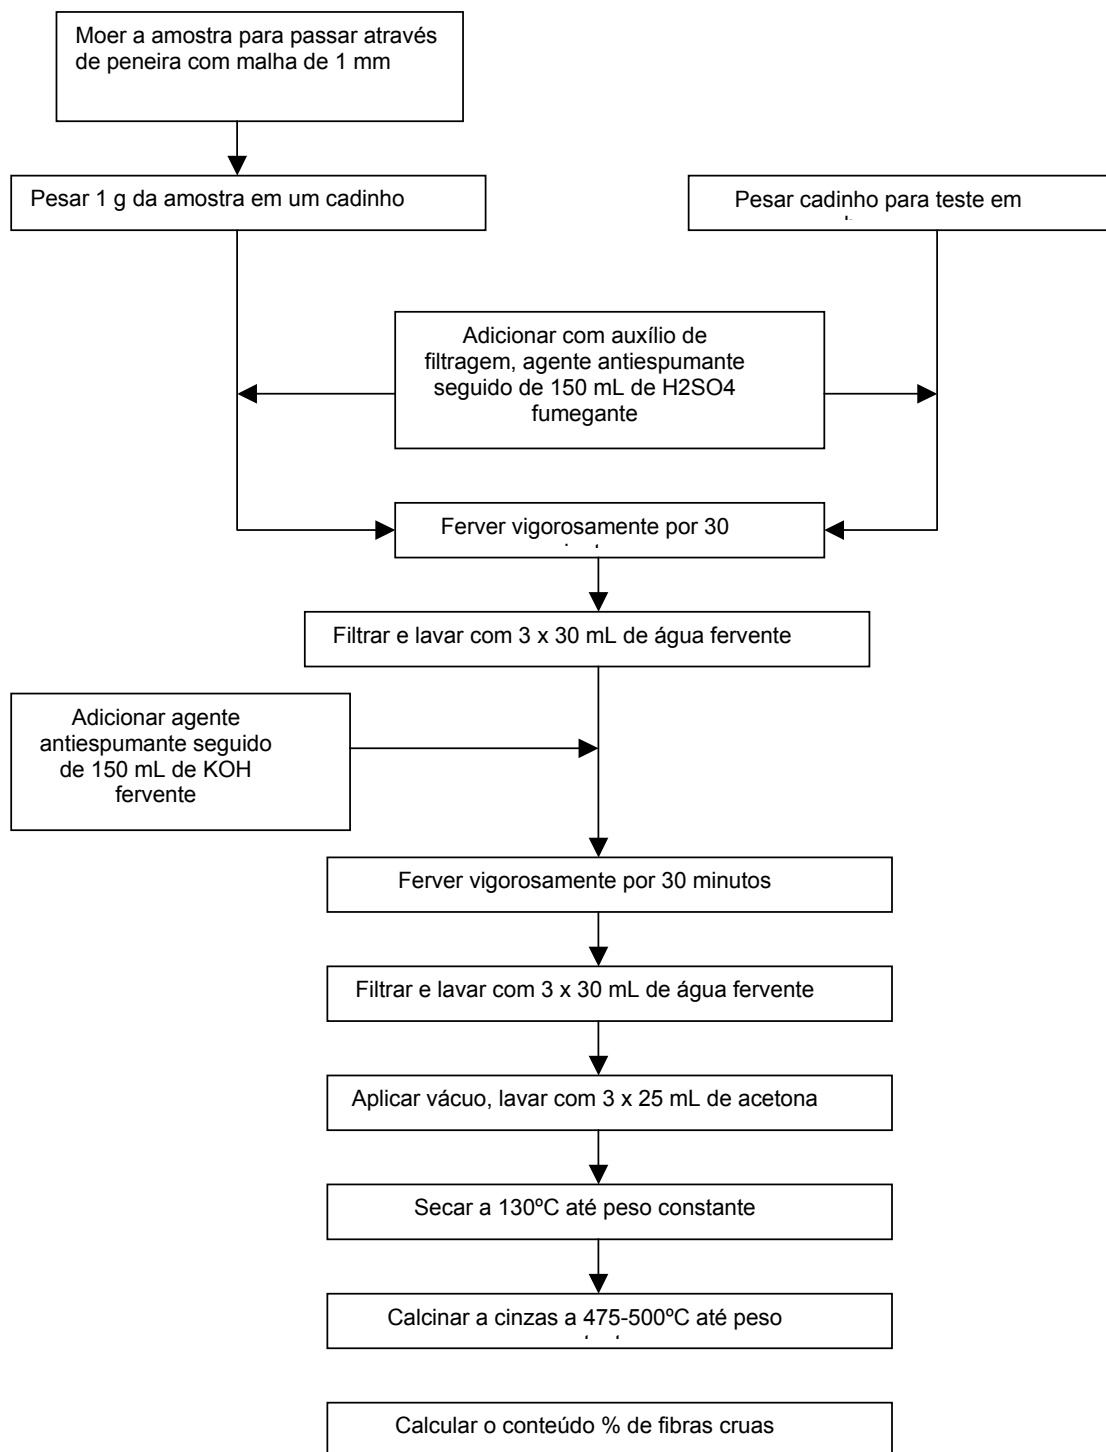 Moer a amostra para passar através
de peneira com malha de 1 mm
Pesar 1 g da amostra em um cadinho
Pesar cadinho para teste em
Adicionar com auxílio de
filtragem, agente antiespumante
seguido de 150 mL de H2SO4
fumegante
Ferver vigorosamente por 30
Filtrar e lavar com 3 x 30 mL de água fervente
Adicionar agente
antiespumante seguido
de 150 mL de KOH
fervente
Ferver vigorosamente por 30 minutos
Filtrar e lavar com 3 x 30 mL de água fervente
Aplicar vácuo, lavar com 3 x 25 mL de acetona
Secar a 130ºC até peso constante
Calcinar a cinzas a 475-500ºC até peso
Calcular o conteúdo % de fibras cruas